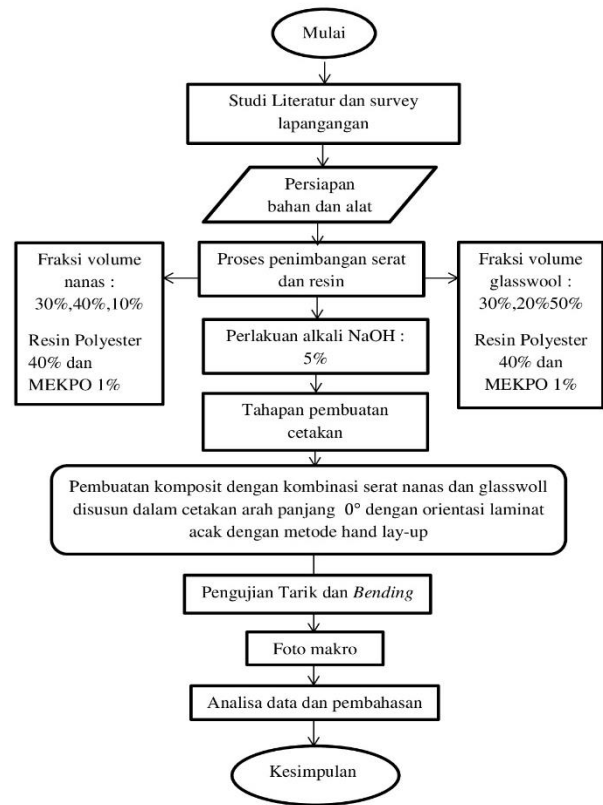 Mulai
Studi Literatur dan survey
lapangangan
Persiapan
bahan dan alat
Fraksi volume
nanas :
30%,40%,10%
Resin Polyester
40% dan
MEKPO 1%
Proses penimbangan serat
dan resin
Fraksi volume
glasswool :
30%,20%50%
Resin Polyester
40% dan
MEKPO 1%
Perlakuan alkali NaOH :
5%
Tahapan pembuatan
cetakan
Pembuatan komposit dengan kombinasi serat nanas dan glasswoll
disusun dalam cetakan arah panjang 0° dengan orientasi laminat
acak dengan metode hand lay-up
Pengujian Tarik dan Bending
Foto makro
Analisa data dan pembahasan
Kesimpulan